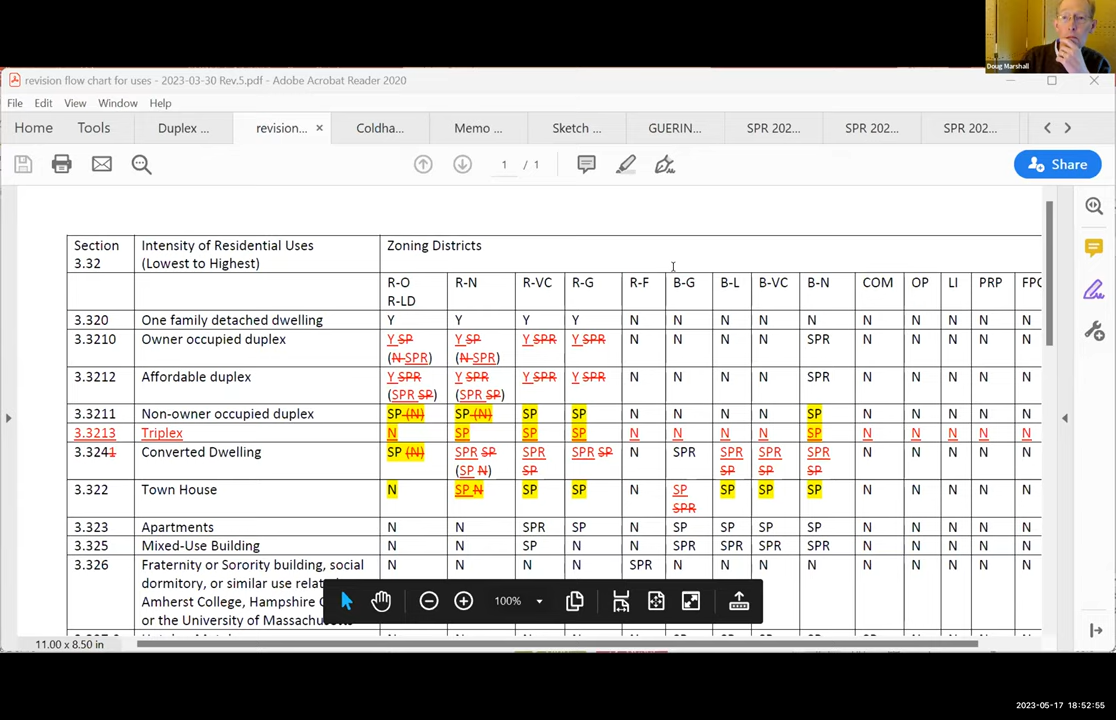 Doug Marshall
revision flow chart for uses - 2023-03-30 Rev.5.pdf - Adobe Acrobat Reader 2020
File Edit View Window Help
Home Tools Duplex ... revision... × Coldha... Memo ... Sketch ... GUERIN... SPR 202... SPR 202... SPR 202...
1 / 1 Share
Section Intensity of Residential Uses Zoning Districts
3.32 (Lowest to Highest)
R-O R-N R-VC R-G R-F B-G B-L B-VC B-N COM OP LI PRP FPC
R-LD
3.320 One family detached dwelling Y Y Y Y N N N N N N N N N N
3.3210 Owner occupied duplex Y SP Y SP Y SPR Y SPR N N N N SPR N N N N N
(N SPR) (N SPR)
3.3212 Affordable duplex Y SPR Y SPR Y SPR Y SPR N N N N SPR N N N N N
(SPR SP) (SPR SP)
3.3211 Non-owner occupied duplex SP (N) SP (N) SP SP N N N N SP N N N N N
3.3213 Triplex N SP SP SP N N N N SP N N N N N
3.3241 Converted Dwelling SP (N) SPR SP SPR SPR SP N SPR SPR SPR SPR N N N N N
(SP N) SP SP SP SP
3.322 Town House N SP N SP SP N SP SP SP SP N N N N N
SPR
3.323 Apartments N N SPR SP N SP SP SP SP N N N N N
3.325 Mixed-Use Building N N SP N N SPR SPR SPR SPR N N N N N
3.326 Fraternity or Sorority building, social N N N N SPR N N N N N N N N N
dormitory, or similar use rela
Amherst College, Hampshire
or the University of Massachusetts
100%
11.00 x 8.50 in
2023-05-17 18:52:55